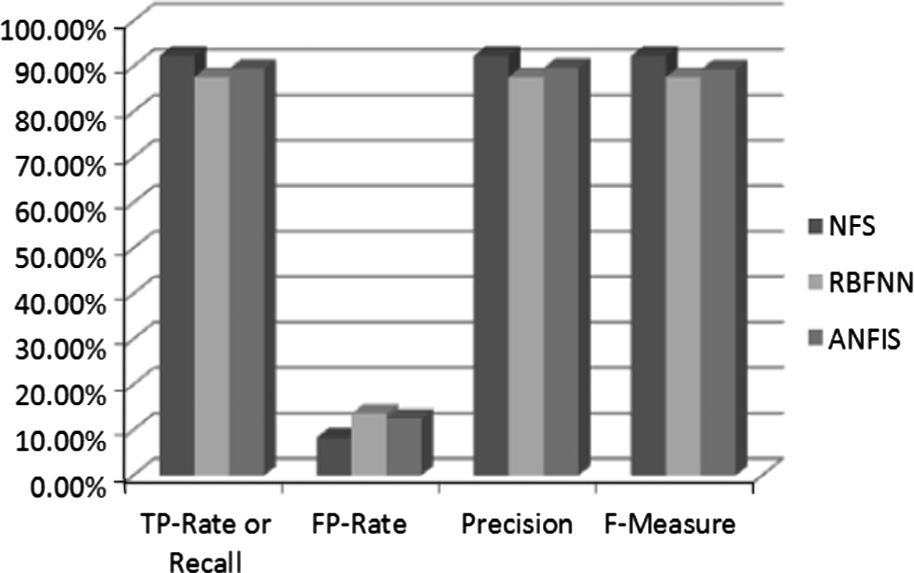 100.00%
90.00%
80.00%
70.00%
60.00%
50.00%
40.00%
30.00%
20.00%
10.00%
0.00%
TP-Rate or
Recall
FP-Rate
Precision
F-Measure
NFS
RBFNN
ANFIS